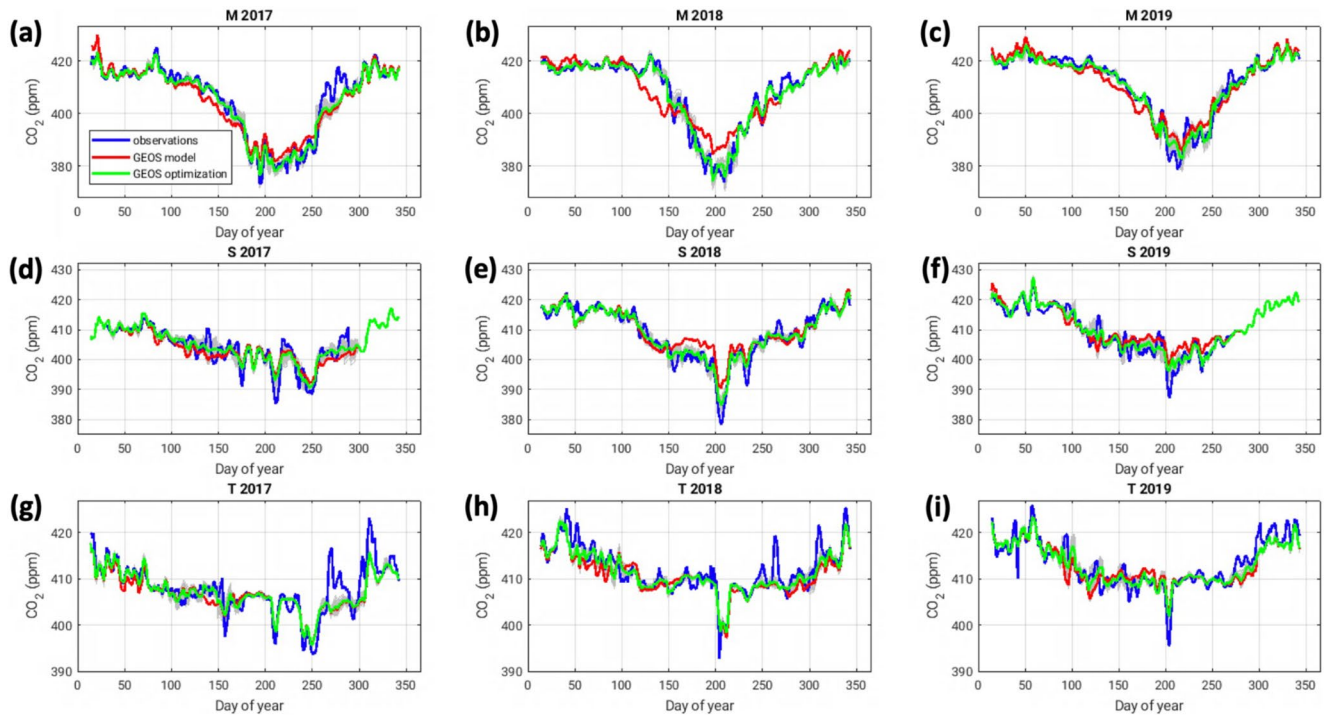 M 2017
M 2018
M 2019
(a)
(b)
(c)
420
400
380
CO2 (ppm)
observations
GEOS model
GEOS optimization
0 50 100 150 200 250 300 350
Day of year
420
400
380
CO2 (ppm)
0 50 100 150 200 250 300 350
Day of year
420
400
380
CO2 (ppm)
0 50 100 150 200 250 300 350
Day of year
S 2017
S 2018
S 2019
(d)
(e)
(f)
430
420
410
400
390
380
CO2 (ppm)
0 50 100 150 200 250 300 350
Day of year
430
420
410
400
390
380
CO2 (ppm)
0 50 100 150 200 250 300 350
Day of year
430
420
410
400
390
380
CO2 (ppm)
0 50 100 150 200 250 300 350
Day of year
T 2017
T 2018
T 2019
(g)
(h)
(i)
420
410
400
390
CO2 (ppm)
0 50 100 150 200 250 300 350
Day of year
420
410
400
390
CO2 (ppm)
0 50 100 150 200 250 300 350
Day of year
420
410
400
390
CO2 (ppm)
0 50 100 150 200 250 300 350
Day of year